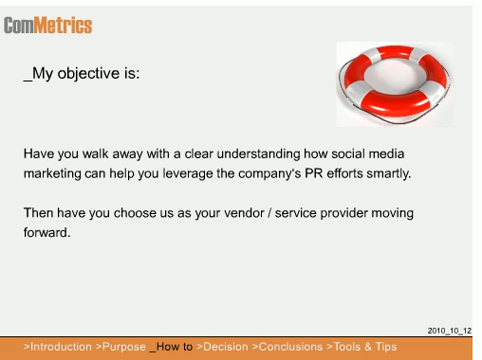 ComMetrics
_My objective is:
Have you walk away with a clear understanding how social media
marketing can help you leverage the company's PR efforts smartly.
Then have you choose us as your vendor / service provider moving
forward.
2010_10_12
>Introduction >Purpose _How to >Decision >Conclusions >Tools & Tips